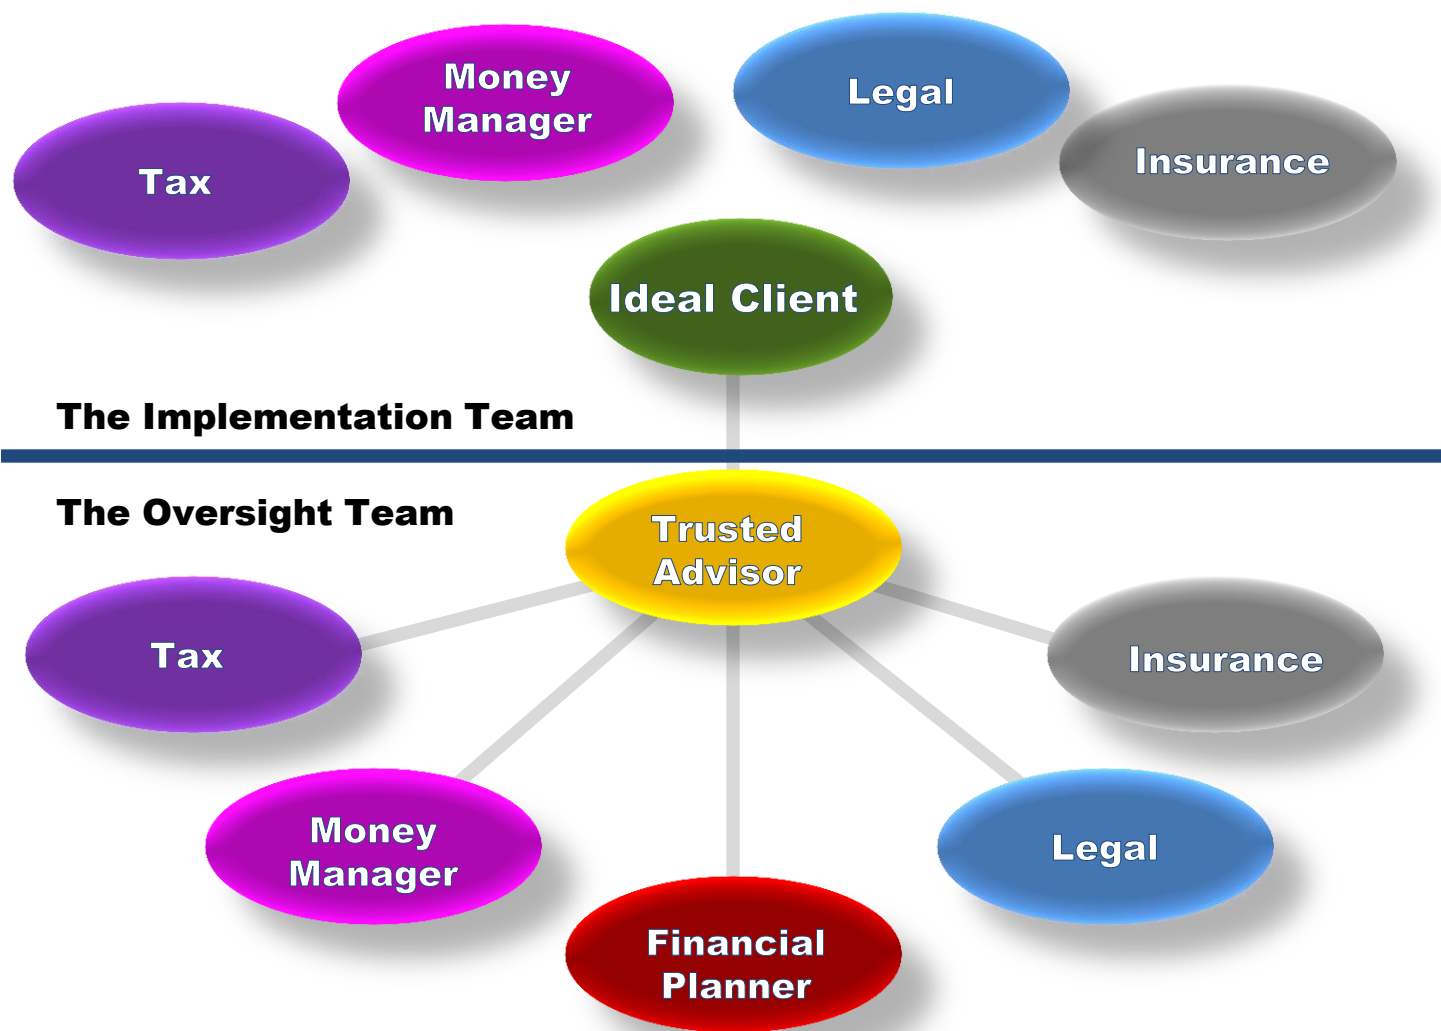 Money
Manager
Legal
Tax
Insurance
Ideal Client
The Implementation Team
The Oversight Team
Trusted
Advisor
Tax
Insurance
Money
Manager
Legal
Financial
Planner